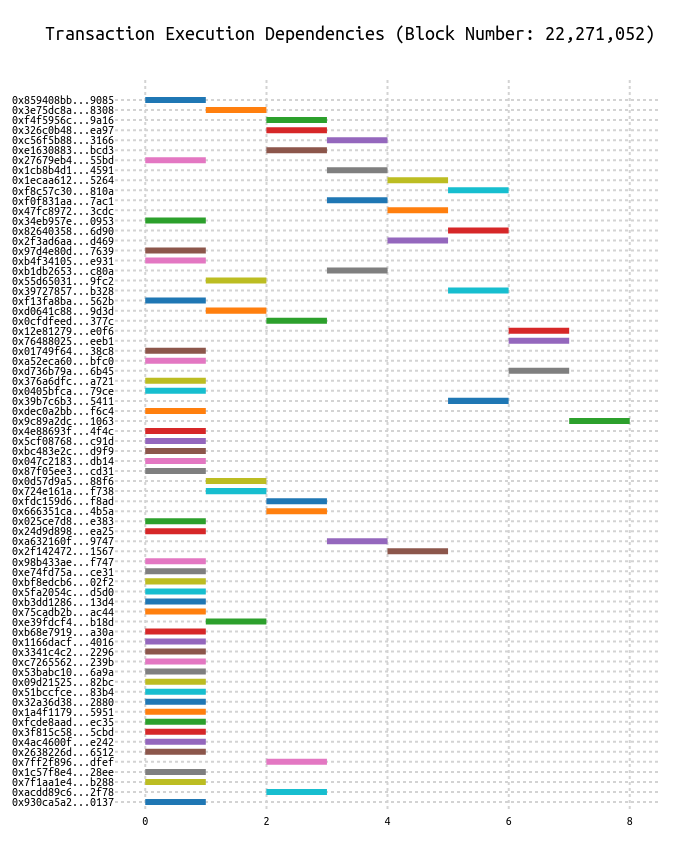 Transaction Execution Dependencies (Block Number: 22,271,052)
0x859408bb...9085
0x3e75dc8a...8308
0xf4f5956c...9a16
0x326c0b48...ea97
0xc56f5b88...3166
0xe1630883...bcd3
0x27679eb4...55bd
0x1cb8b4d1...4591
0x1ecaa612...5264
0xf8c57c30...810a
0xf0f831aa...7ac1
0x47fc8972...3cdc
0x34eb957e...0953
0x82640358...6d90
0x2f3ad6aa...d469
0x97d4e80d...7639
0xb4f34105...e931
0xb1db2653...c80a
0x55d65031...9fc2
0x39727857...b328
0xf13fa8ba...562b
0xd0641c88...9d3d
0x0cfdfeed...377c
0x12e81279...e0f6
0x76488025...eeb1
0x01749f64...38c8
0xa52eca60...bfc0
0xd736b79a...6b45
0x376a6dfc...a721
0x0405bfca...79ce
0x39b7c6b3...5411
0xdec0a2bb...f6c4
0x9c89a2dc...1063
0x4e88693f...4f4c
0x5cf08768...c91d
0xbc483e2c...d9f9
0x047c2183...db14
0x87f05ee3...cd31
0x0d57d9a5...88f6
0x724e161a...f738
0xfdc159d6...f8ad
0x666351ca...4b5a
0x025ce7d8...e383
0x24d9d898...ea25
0xa632160f...9747
0x2f142472...1567
0x98b433ae...f747
0xe74fd75a...ce31
0xbf8edcb6...02f2
0x5fa2054c...d5d0
0xb3dd1286...13d4
0x75cadb2b...ac44
0xe39fdcf4...b18d
0xb68e7919...a30a
0x1166dacf...4016
0x3341c4c2...2296
0xc7265562...239b
0x53babc10...6a9a
0x09d21525...82bc
0x51bccfce...83b4
0x32a36d38...2880
0x1a4f1179...5951
0xfcde8aad...ec35
0x3f815c58...5cbd
0x4ac4600f...e242
0x2638226d...6512
0x7ff2f896...dfef
0x1c57f8e4...28ee
0x7f1aa1e4...b288
0xacdd89c6...2f78
0x930ca5a2...0137
0 2 4 6 8